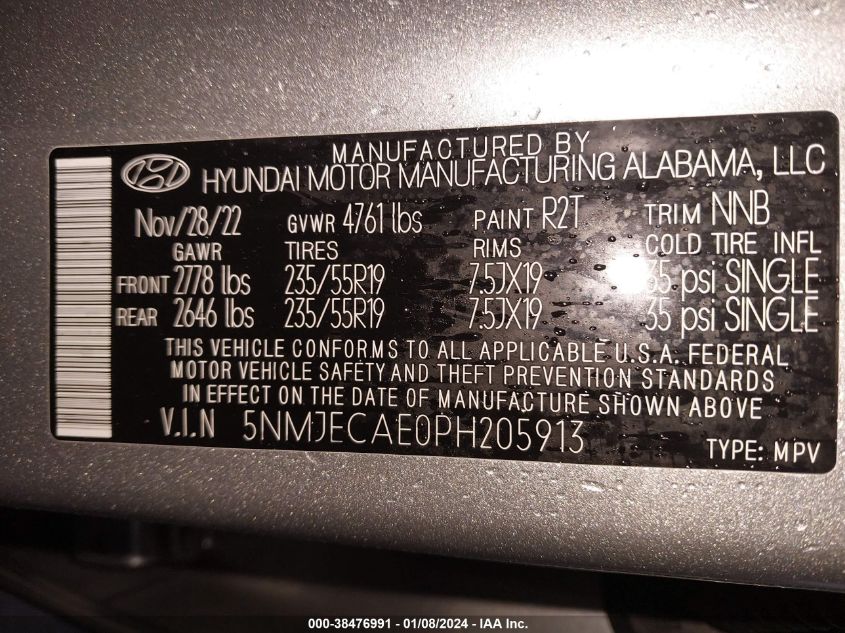 MANUFACTURED BY
HYUNDAI MOTOR MANUFACTURING ALABAMA, LLC
Nov/28/22 GVWR 4761 lbs PAINT R2T TRIM NNB
GAWR TIRES RIMS COLD TIRE INFL
FRONT 2778 lbs 235/55R19 7.5JX19 35 psi SINGLE
REAR 2646 lbs 235/55R19 7.5JX19 35 psi SINGLE
THIS VEHICLE CONFORMS TO ALL APPLICABLE U.S.A. FEDERAL
MOTOR VEHICLE SAFETY AND THEFT PREVENTION STANDARDS
IN EFFECT ON THE DATE OF MANUFACTURE SHOWN ABOVE
V.I.N 5NMJECAE0PH205913
TYPE: MPV
000-38476991 - 01/08/2024 - IAA Inc.